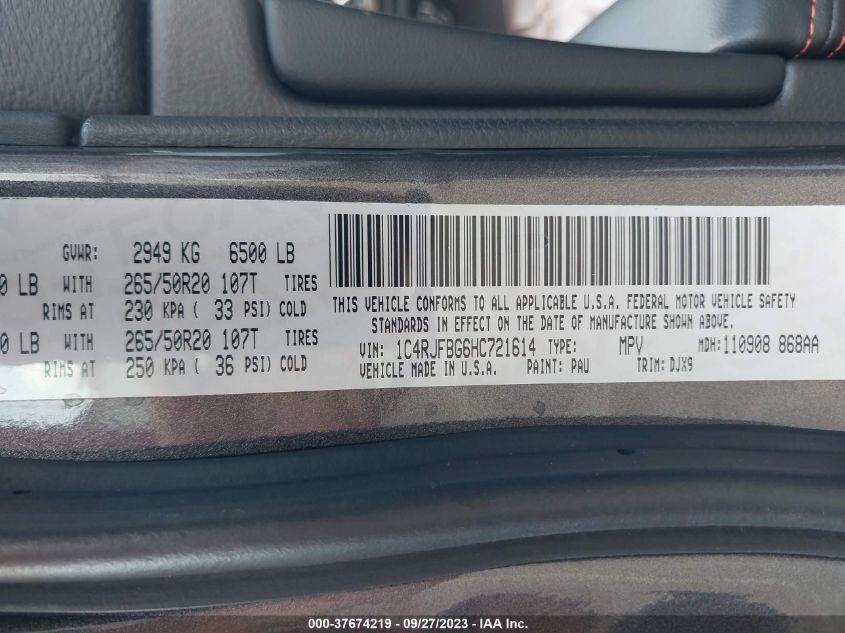 GVWR: 2949 KG 6500 LB
0 LB WITH 265/50R20 107T TIRES
RIMS AT 230 KPA ( 33 PSI) COLD
0 LB WITH 265/50R20 107T TIRES
RIMS AT 250 KPA ( 36 PSI) COLD
THIS VEHICLE CONFORMS TO ALL APPLICABLE U.S.A. FEDERAL MOTOR VEHICLE SAFETY
STANDARDS IN EFFECT ON THE DATE OF MANUFACTURE SHOWN ABOVE.
VIN: 1C4RJFBG6HC721614 TYPE: MPV MDH:110908 868AA
VEHICLE MADE IN U.S.A. PAINT: PAU TRIM: DJX9
000-37674219 - 09/27/2023 - IAA Inc.